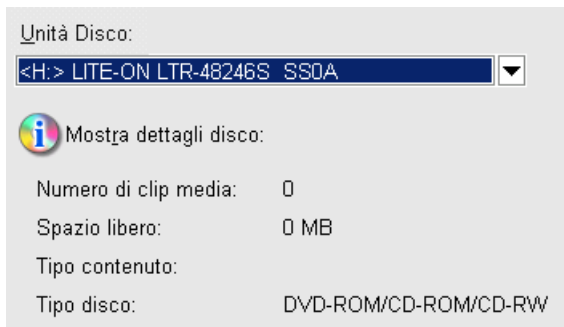 Unità Disco:
<H:> LITE-ON LTR-48246S SS0A
Mostra dettagli disco:
Numero di clip media: 0
Spazio libero: 0 MB
Tipo contenuto:
Tipo disco: DVD-ROM/CD-ROM/CD-RW